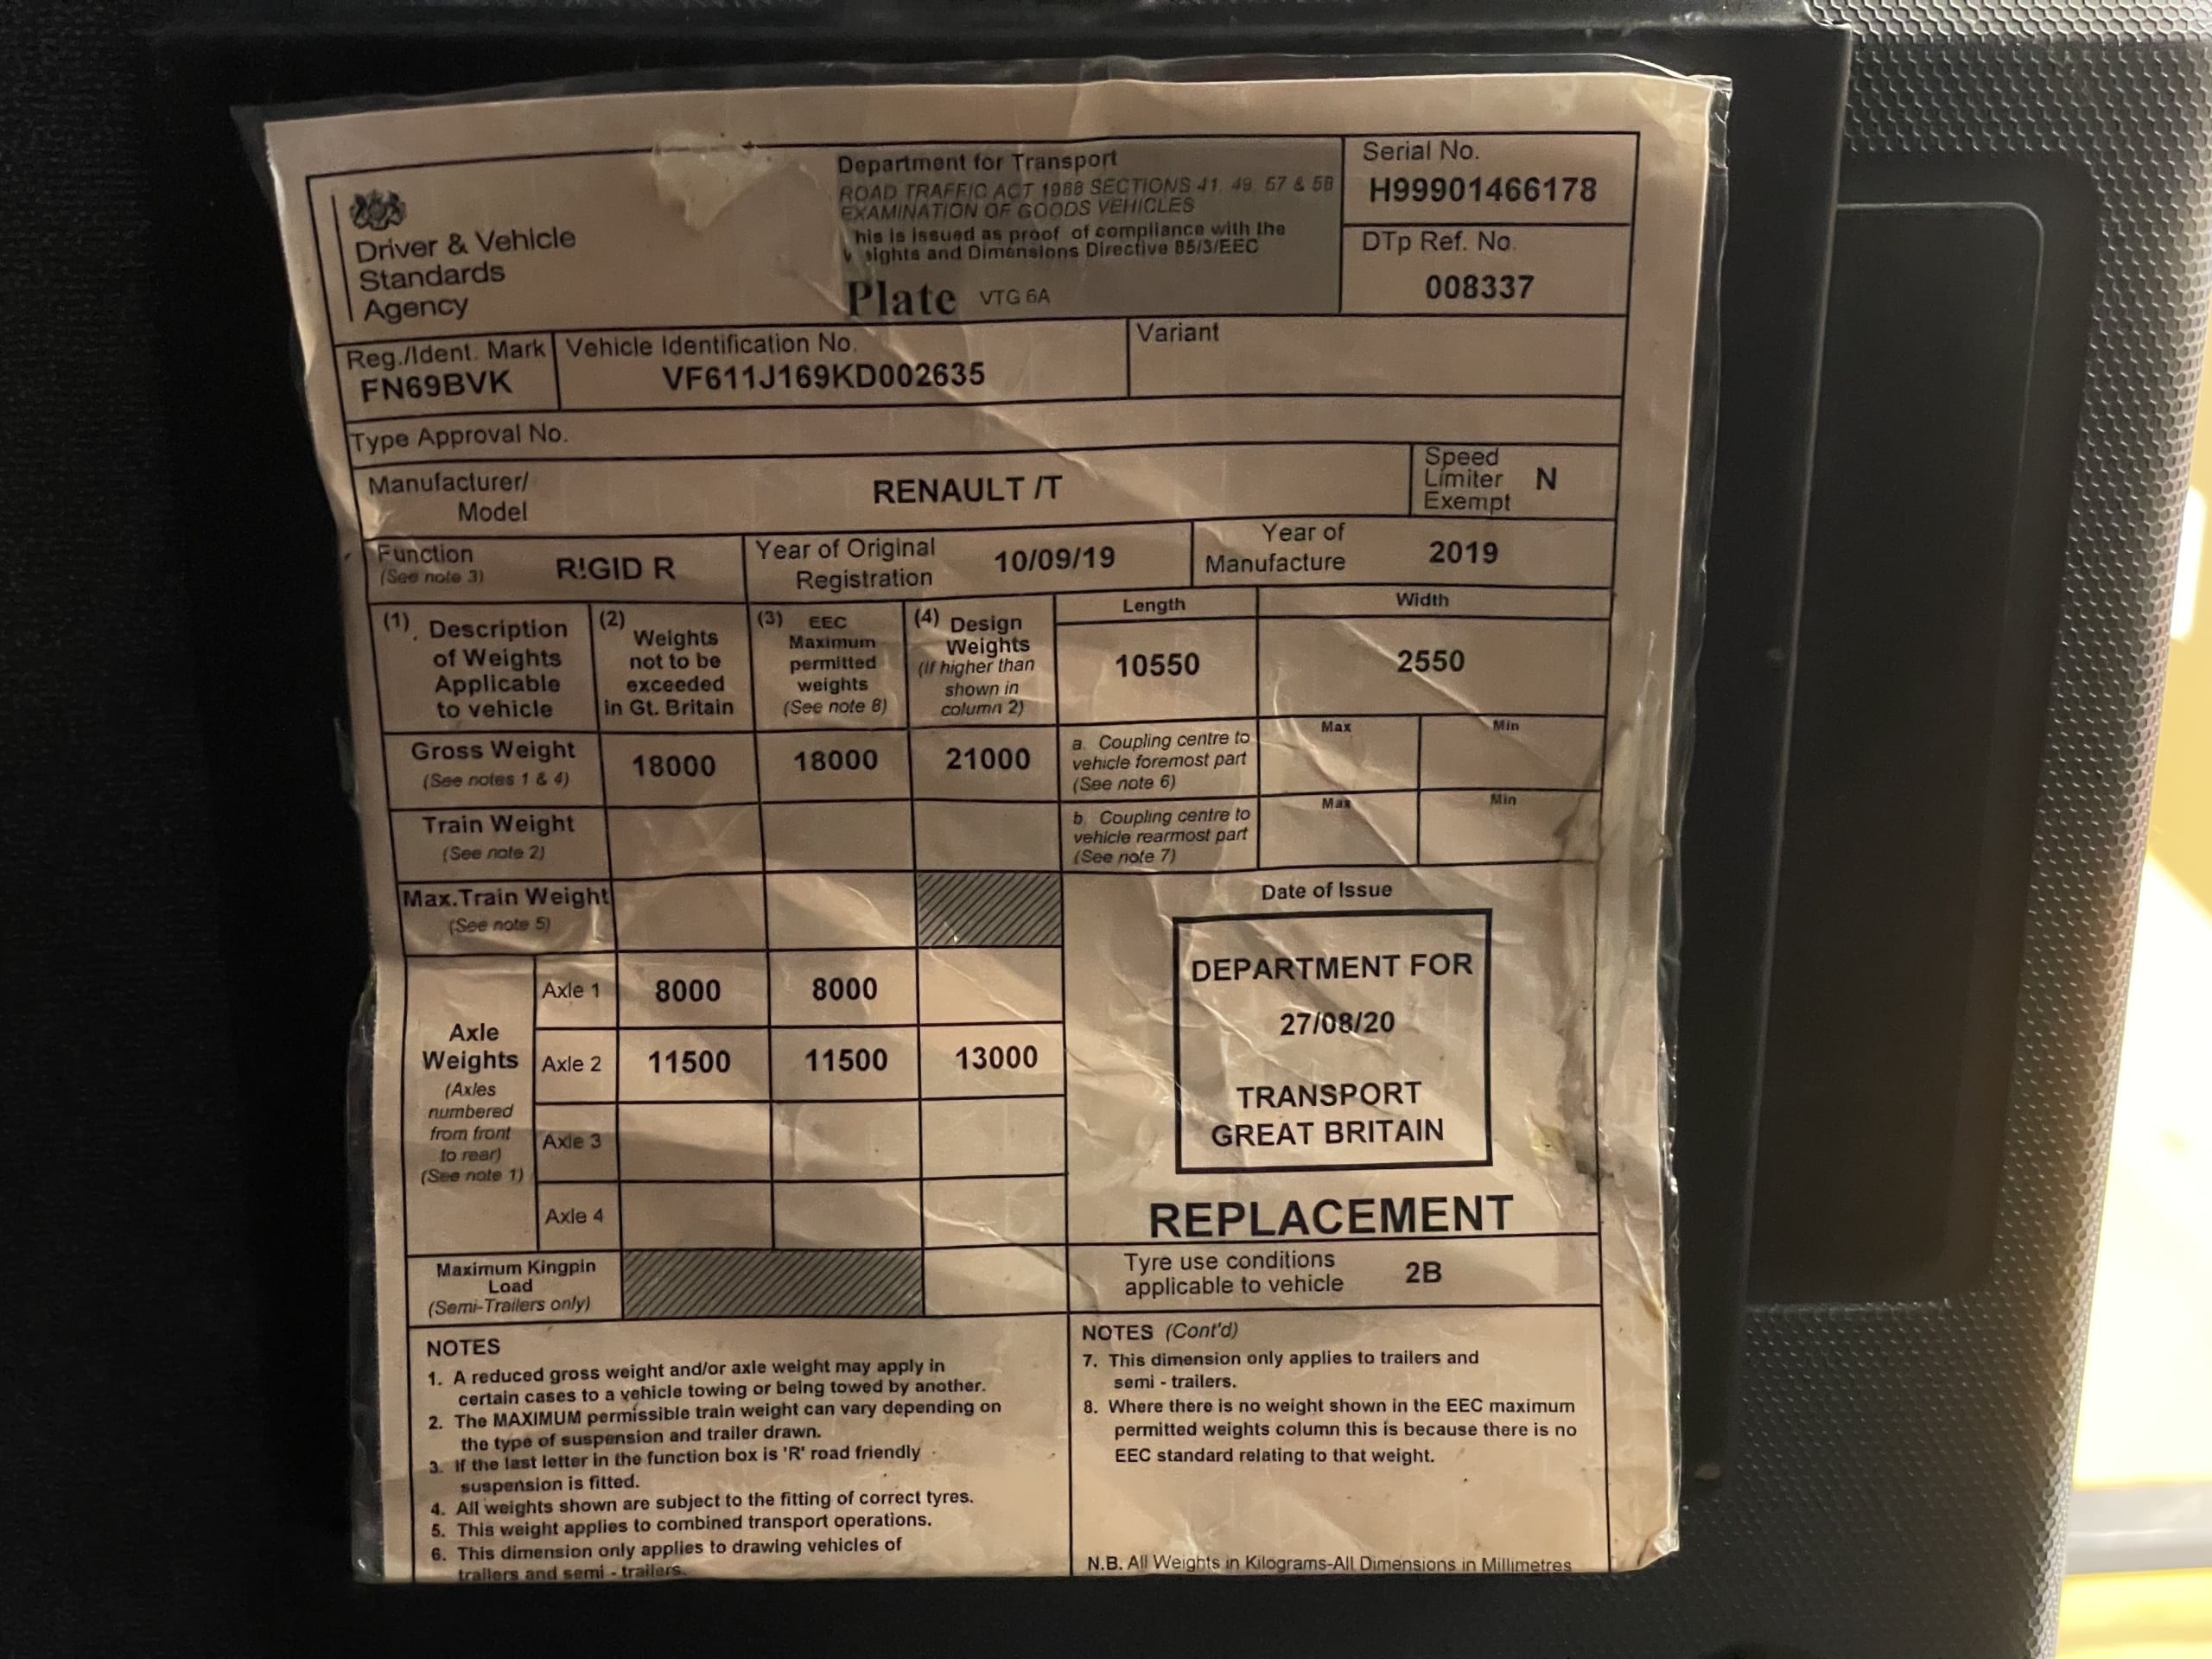 Driver & Vehicle
Standards
Agency
Department for Transport
ROAD TRAFFIC ACT 1988 SECTIONS 41, 49, 57 & 58
EXAMINATION OF GOODS VEHICLES
his is issued as proof of compliance with the
ights and Dimensions Directive 85/3/EEC
Plate VTG 6A
Serial No.
H99901466178
DTp Ref. No.
008337
Reg./Ident. Mark
FN69BVK
Vehicle Identification No.
VF611J169KD002635
Variant
Type Approval No.
Manufacturer/
Model
RENAULT /T
Speed
Limiter
Exempt
N
Function
(See note 3)
R!GID R
Year of Original
Registration
10/09/19
Year of
Manufacture
2019
(1) Description
of Weights
Applicable
to vehicle
(2) Weights
not to be
exceeded
in Gt. Britain
(3) EEC
Maximum
permitted
weights
(See note 8)
(4) Design
Weights
(If higher than
shown in
column 2)
Length
10550
Width
2550
Gross Weight
(See notes 1 & 4)
18000
18000
21000
a. Coupling centre to
vehicle foremost part
(See note 6)
Max
Min
Train Weight
(See note 2)
b. Coupling centre to
vehicle rearmost part
(See note 7)
Max
Min
Max.Train Weight
(See note 5)
Axle
Weights
(Axles
numbered
from front
to rear)
(See note 1)
Axle 1
8000
8000
Axle 2
11500
11500
13000
Axle 3
Axle 4
Maximum Kingpin
Load
(Semi-Trailers only)
Date of Issue
DEPARTMENT FOR
27/08/20
TRANSPORT
GREAT BRITAIN
REPLACEMENT
Tyre use conditions
applicable to vehicle
2B
NOTES
1. A reduced gross weight and/or axle weight may apply in
certain cases to a vehicle towing or being towed by another.
2. The MAXIMUM permissible train weight can vary depending on
the type of suspension and trailer drawn.
3. If the last letter in the function box is 'R' road friendly
suspension is fitted.
4. All weights shown are subject to the fitting of correct tyres.
5. This weight applies to combined transport operations.
6. This dimension only applies to drawing vehicles of
trailers and semi - trailers.
NOTES (Cont'd)
7. This dimension only applies to trailers and
semi - trailers.
8. Where there is no weight shown in the EEC maximum
permitted weights column this is because there is no
EEC standard relating to that weight.
N.B. All Weights in Kilograms-All Dimensions in Millimetres